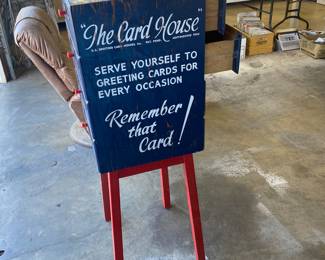 "The Card House"
SERVE YOURSELF TO
GREETING CARDS FOR
EVERY OCCASION
Remember
that
Card!